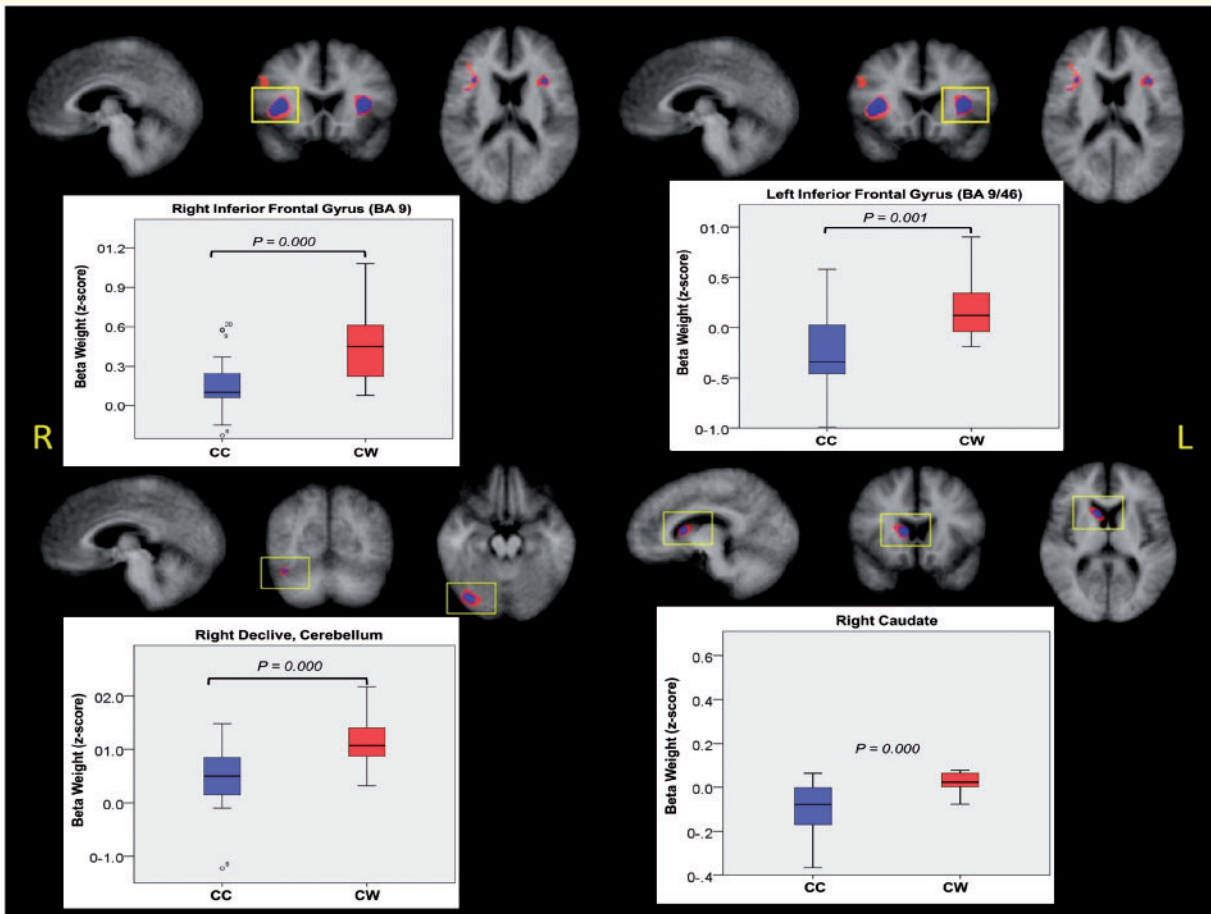 Right Inferior Frontal Gyrus (BA 9)
P = 0.000
Beta Weight (z-score)
01.2
0.9
0.6
0.3
0.0
20
9
8
CC
CW
Left Inferior Frontal Gyrus (BA 9/46)
P = 0.001
Beta Weight (z-score)
01.0
0.5
0.0
0-.5
0-1.0
CC
CW
R
L
Right Declive, Cerebellum
P = 0.000
Beta Weight (z-score)
02.0
01.0
0.0
0-1.0
8
CC
CW
Right Caudate
P = 0.000
Beta Weight (z-score)
0.6
0.4
0.2
0.0
0-.2
0-.4
CC
CW